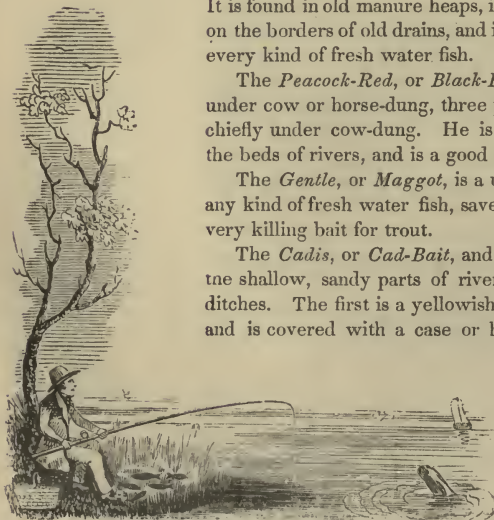 It is found in old manure heaps,
on the borders of old drains, and
every kind of fresh water fish.
The Peacock-Red, or Black-
under cow or horse-dung, three
chiefly under cow-dung. He is
the beds of rivers, and is a good
The Gentle, or Maggot, is a
any kind of fresh water fish, save
very killing bait for trout.
The Cadis, or Cad-Bait, and
tne shallow, sandy parts of river
ditches. The first is a yellowish
and is covered with a case or